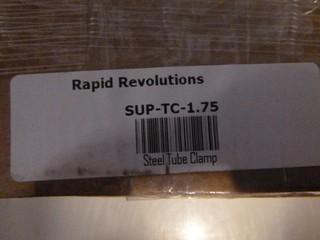 Rapid Revolutions
SUP-TC-1.75
Steel Tube Clamp